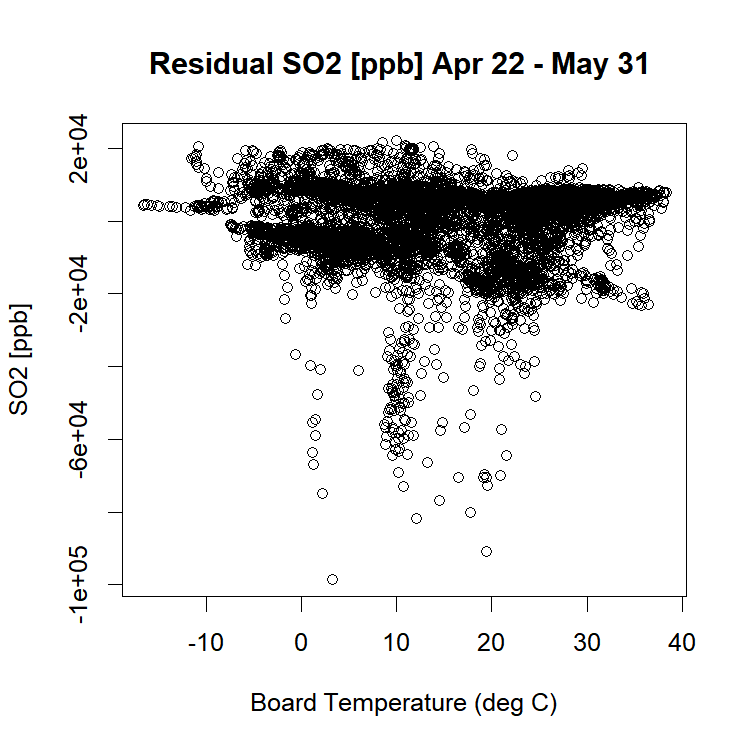 Residual SO2 [ppb] Apr 22 - May 31
SO2 [ppb]
2e+04
-2e+04
-6e+04
-1e+05
-10 0 10 20 30 40
Board Temperature (deg C)